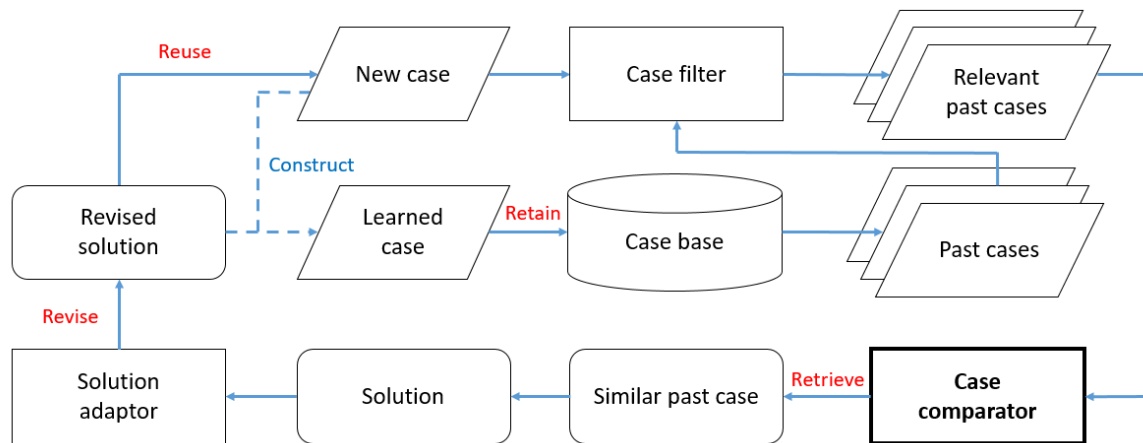 Reuse
New case
Case filter
Relevant
past cases
Construct
Revised
solution
Learned
case
Retain
Case base
Past cases
Revise
Solution
adaptor
Solution
Similar past case
Retrieve
Case
comparator